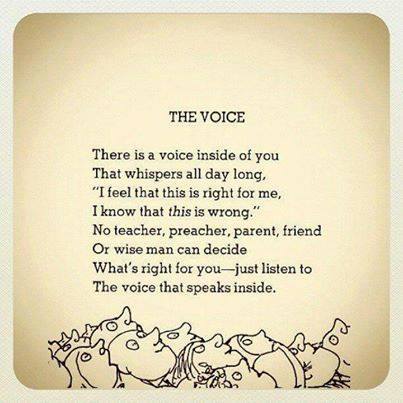 THE VOICE
There is a voice inside of you
That whispers all day long,
"I feel that this is right for me,
I know that this is wrong."
No teacher, preacher, parent, friend
Or wise man can decide
What's right for you—just listen to
The voice that speaks inside.